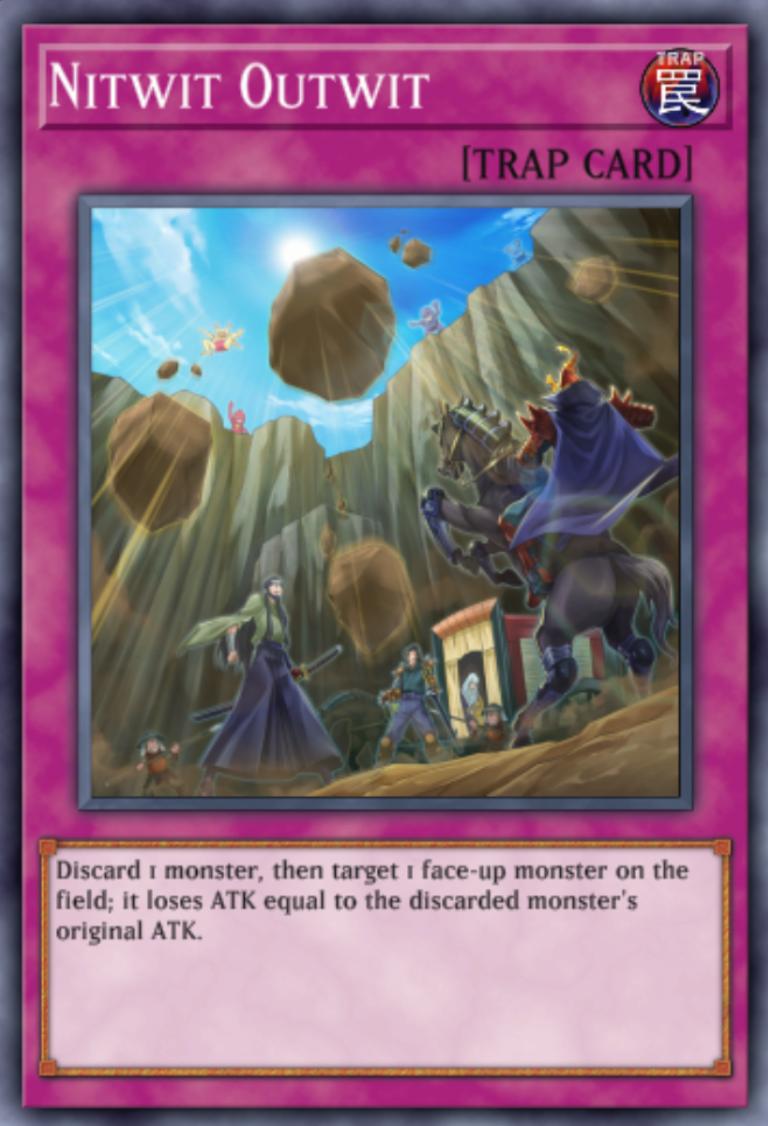 Nitwit Outwit
TRAP
罠
[TRAP CARD]
Discard 1 monster, then target 1 face-up monster on the
field; it loses ATK equal to the discarded monster's
original ATK.